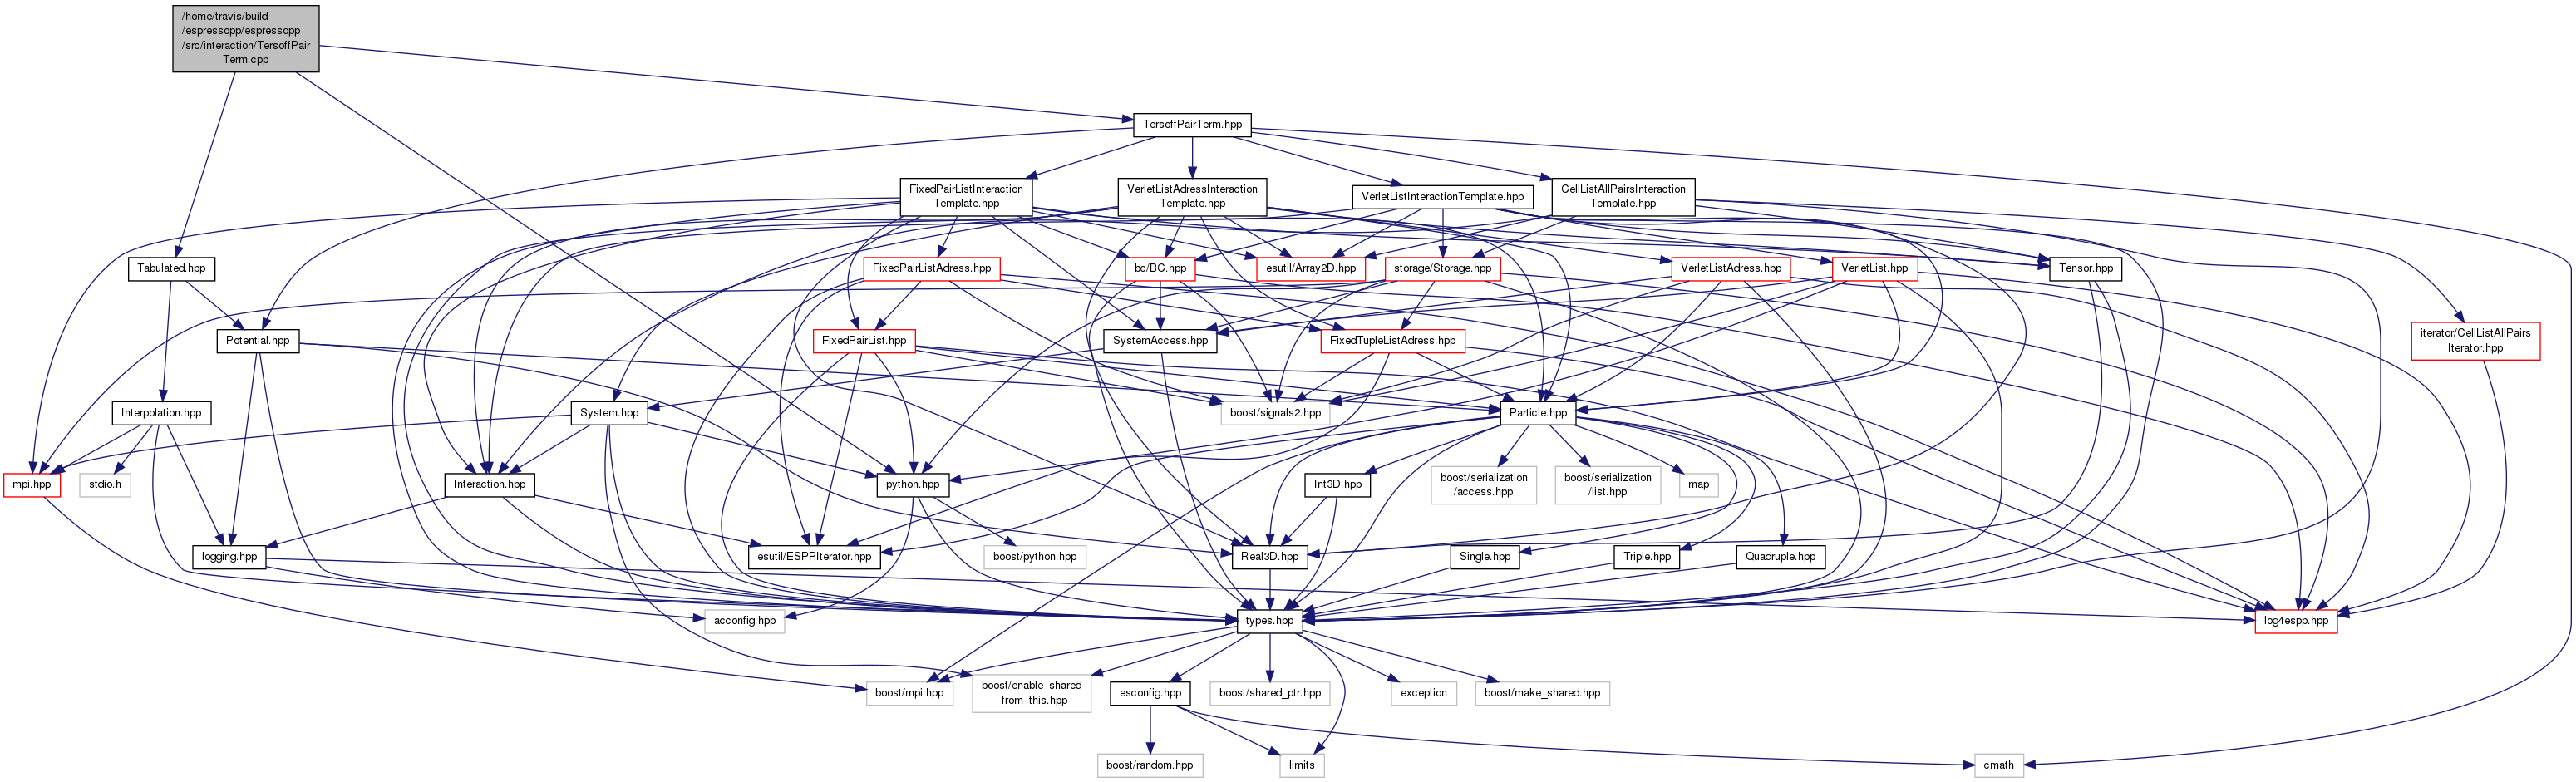 /home/travis/build
/espressopp/espressopp
/src/interaction/TersoffPair
Term.cpp
TersoffPairTerm.hpp
FixedPairListInteraction
Template.hpp
VerletListAdressInteraction
Template.hpp
VerletListInteractionTemplate.hpp
CellListAllPairsInteraction
Template.hpp
Tabulated.hpp
FixedPairListAdress.hpp
bc/BC.hpp
esutil/Array2D.hpp
storage/Storage.hpp
VerletListAdress.hpp
VerletList.hpp
Tensor.hpp
Potential.hpp
FixedPairList.hpp
SystemAccess.hpp
FixedTupleListAdress.hpp
iterator/CellListAllPairs
Iterator.hpp
Interpolation.hpp
System.hpp
boost/signals2.hpp
Particle.hpp
mpi.hpp
stdio.h
Interaction.hpp
python.hpp
Int3D.hpp
boost/serialization
/access.hpp
boost/serialization
/list.hpp
map
logging.hpp
esutil/ESPPIterator.hpp
boost/python.hpp
Real3D.hpp
Single.hpp
Triple.hpp
Quadruple.hpp
acconfig.hpp
types.hpp
log4espp.hpp
boost/mpi.hpp
boost/enable_shared
_from_this.hpp
esconfig.hpp
boost/shared_ptr.hpp
exception
boost/make_shared.hpp
boost/random.hpp
limits
cmath